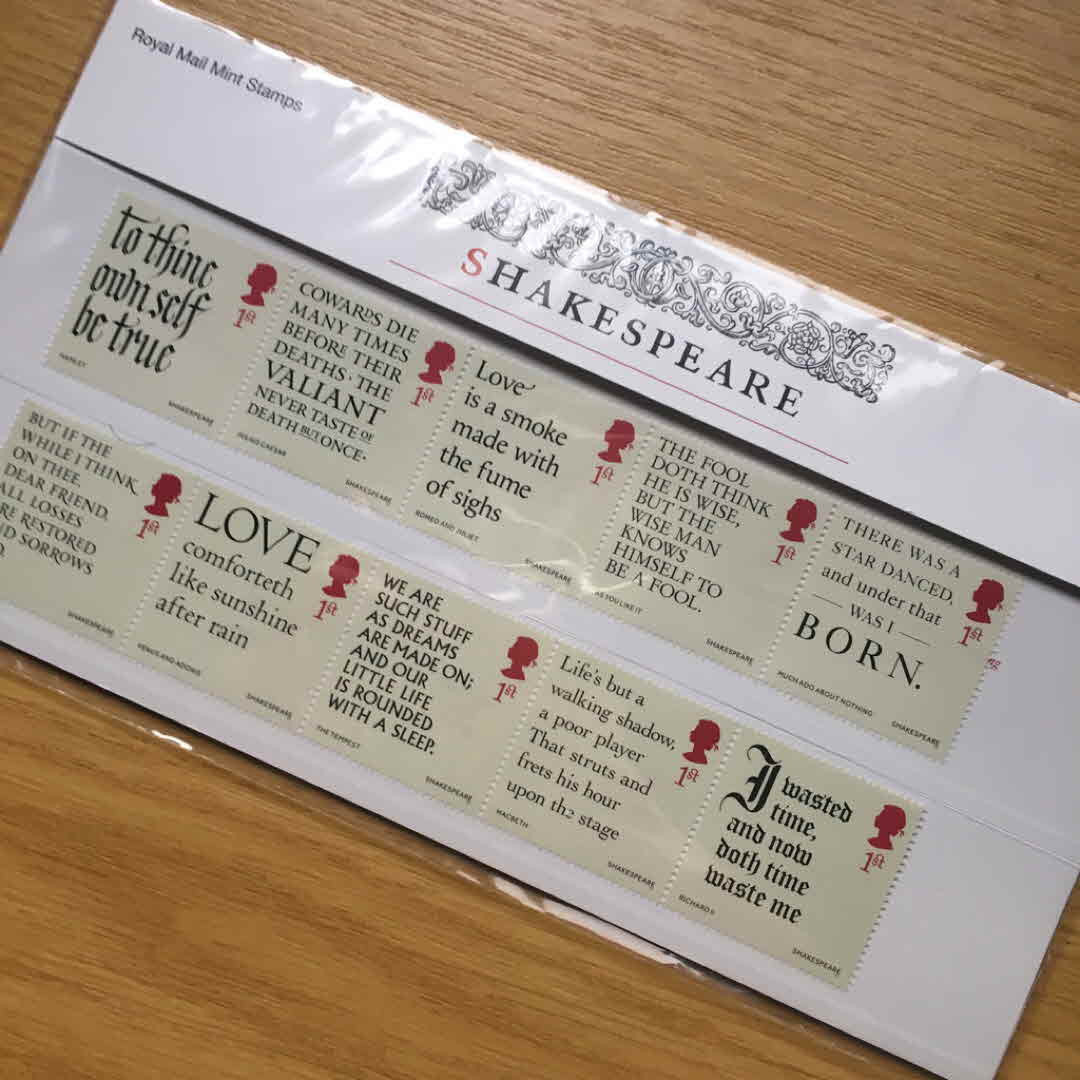 Royal Mail Mint Stamps
SHAKESPEARE
to thine
own self
be true
1st
HAMLET
SHAKESPEARE
COWARDS DIE
MANY TIMES
BEFORE THEIR
DEATHS, THE
VALIANT
NEVER TASTE OF
DEATH BUT ONCE.
1st
JULIUS CAESAR
SHAKESPEARE
Love
is a smoke
made with
the fume
of sighs
1st
ROMEO AND JULIET
SHAKESPEARE
THE FOOL
DOTH THINK
HE IS WISE,
BUT THE
WISE MAN
KNOWS
HIMSELF TO
BE A FOOL.
1st
AS YOU LIKE IT
SHAKESPEARE
THERE WAS A
STAR DANCED,
and under that
WAS I
BORN.
1st
MUCH ADO ABOUT NOTHING
SHAKESPEARE
BUT IF THE
WHILE I THINK
ON THEE,
DEAR FRIEND,
ALL LOSSES
RE RESTORED
ND SORROWS
D.
1st
SHAKESPEARE
LOVE
comforteth
like sunshine
after rain
1st
VENUS AND ADONIS
SHAKESPEARE
WE ARE
SUCH STUFF
AS DREAMS
ARE MADE ON;
AND OUR
LITTLE LIFE
IS ROUNDED
WITH A SLEEP.
1st
THE TEMPEST
SHAKESPEARE
Life's but a
walking shadow,
a poor player
That struts and
frets his hour
upon the stage
1st
MACBETH
SHAKESPEARE
I wasted
time,
and now
doth time
waste me
1st
RICHARD II
SHAKESPEARE